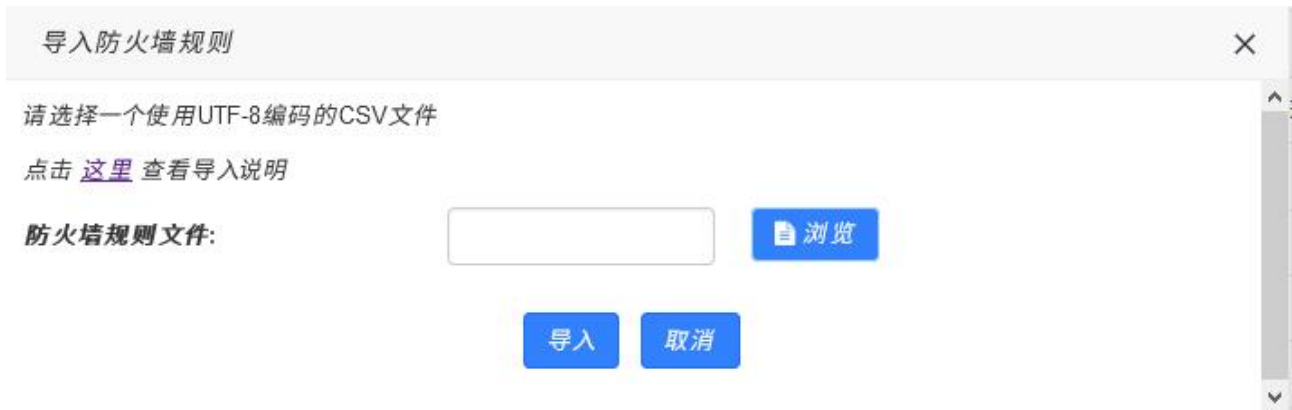 导入防火墙规则
请选择一个使用UTF-8编码的CSV文件
点击 这里 查看导入说明
防火墙规则文件: 浏览
导入 取消